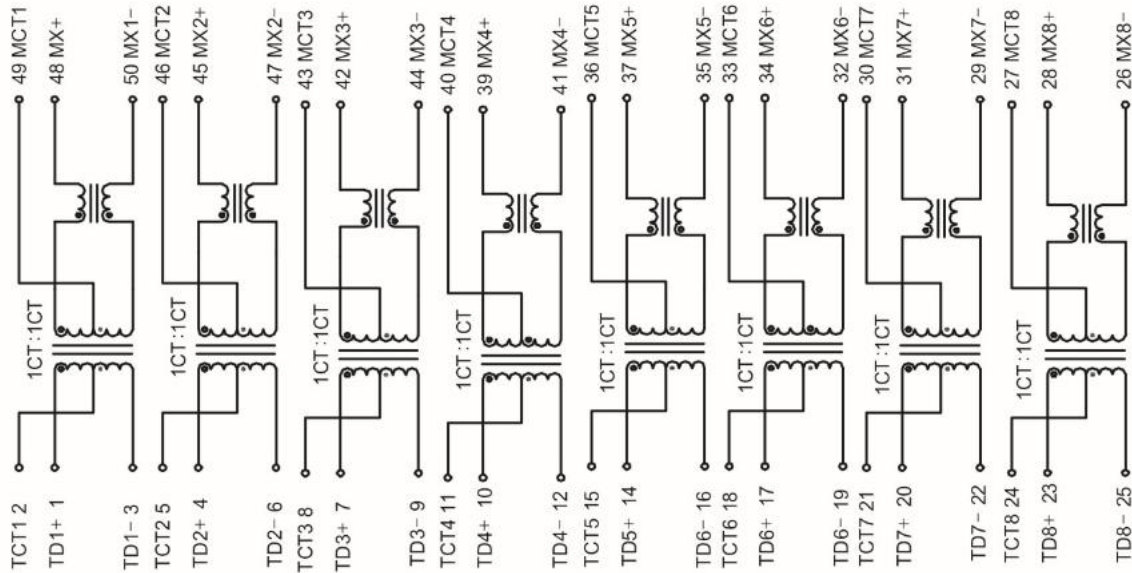 49 MCT1
48 MX+
50 MX1-
46 MCT2
45 MX2+
47 MX2-
43 MCT3
42 MX3+
44 MX3-
40 MCT4
39 MX4+
41 MX4-
36 MCT5
37 MX5+
35 MX5-
33 MCT6
34 MX6+
32 MX6-
30 MCT7
31 MX7+
29 MX7-
27 MCT8
28 MX8+
26 MX8-
1CT:1CT
1CT:1CT
1CT:1CT
1CT:1CT
1CT:1CT
1CT:1CT
1CT:1CT
1CT:1CT
TCT1 2
TD1+ 1
TD1- 3
TCT2 5
TD2+ 4
TD2- 6
TCT3 8
TD3+ 7
TD3- 9
TCT4 11
TD4+ 10
TD4- 12
TCT5 15
TD5+ 14
TD6- 16
TCT6 18
TD6+ 17
TD6- 19
TCT7 21
TD7+ 20
TD7- 22
TCT8 24
TD8+ 23
TD8- 25